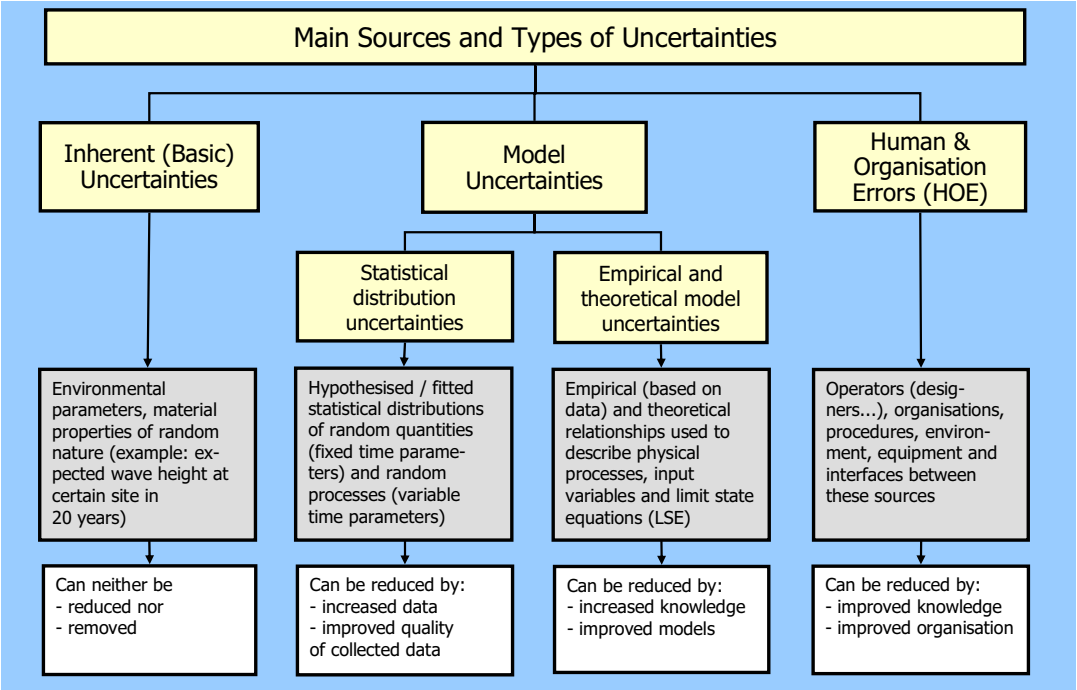 Main Sources and Types of Uncertainties
Inherent (Basic)
Uncertainties
Model
Uncertainties
Human &
Organisation
Errors (HOE)
Statistical
distribution
uncertainties
Empirical and
theoretical model
uncertainties
Environmental
parameters, material
properties of random
nature (example: ex-
pected wave height at
certain site in
20 years)
Hypothesised / fitted
statistical distributions
of random quantities
(fixed time parame-
ters) and random
processes (variable
time parameters)
Empirical (based on
data) and theoretical
relationships used to
describe physical
processes, input
variables and limit state
equations (LSE)
Operators (desig-
ners...), organisations,
procedures, environ-
ment, equipment and
interfaces between
these sources
Can neither be
- reduced nor
- removed
Can be reduced by:
- increased data
- improved quality
of collected data
Can be reduced by:
- increased knowledge
- improved models
Can be reduced by:
- improved knowledge
- improved organisation